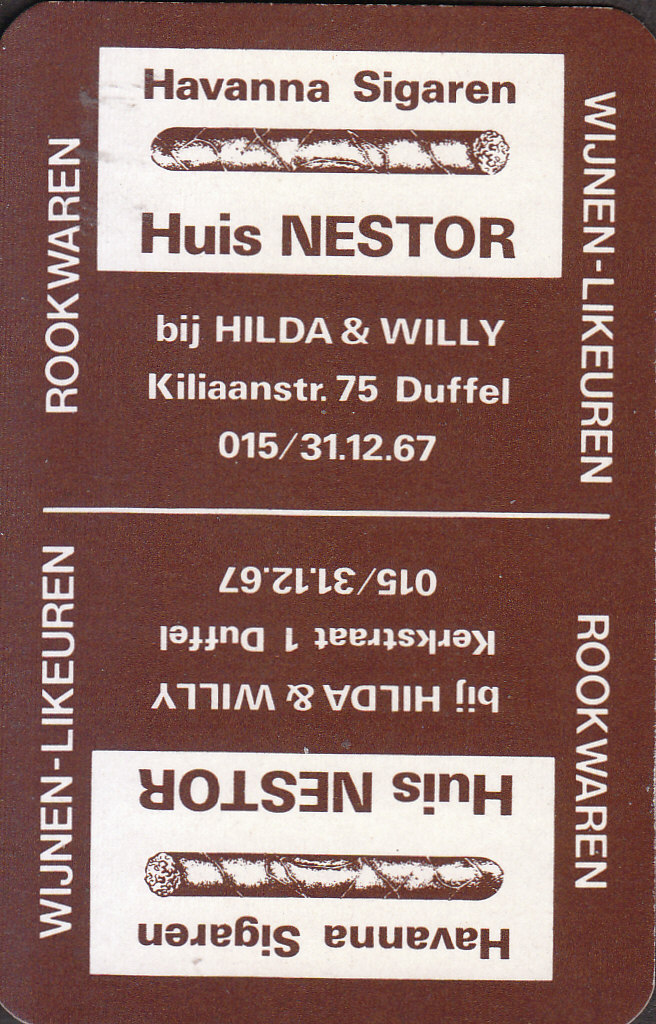 Havanna Sigaren
Huis NESTOR
ROOKWAREN
WIJNEN-LIKEUREN
bij HILDA & WILLY
Kiliaanstr. 75 Duffel
015/31.12.67
Havanna Sigaren
Huis NESTOR
ROOKWAREN
WIJNEN-LIKEUREN
bij HILDA & WILLY
Kerkstraat 1 Duffel
015/31.12.67